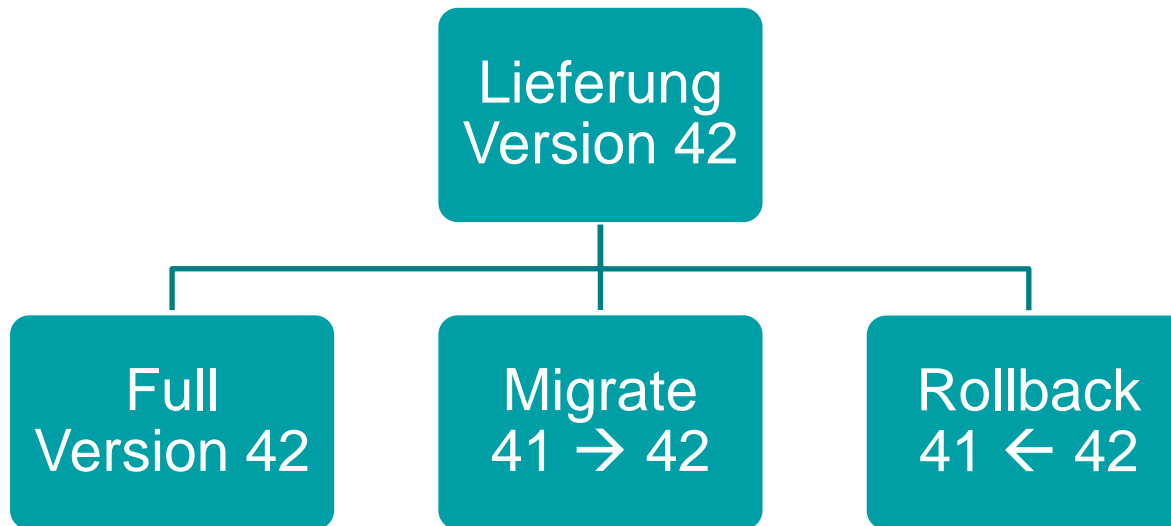 Lieferung
Version 42
Full
Version 42
Migrate
41 → 42
Rollback
41 ← 42